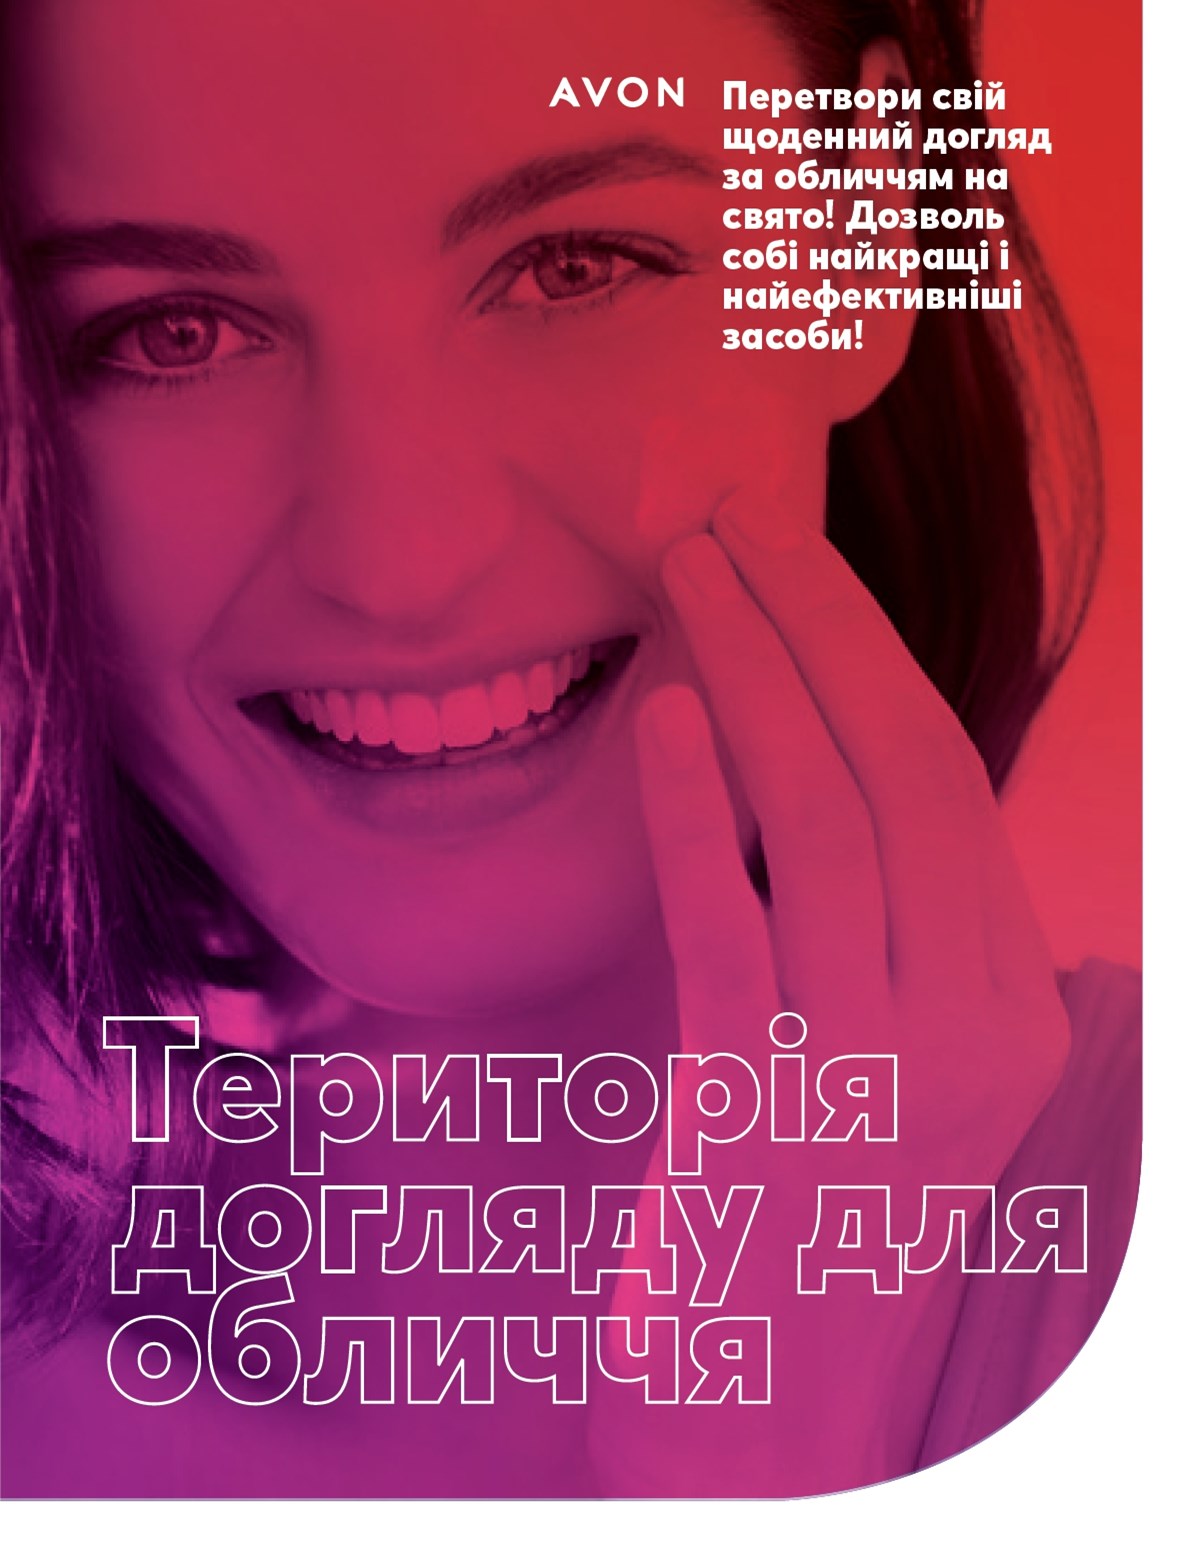 AVON
Перетвори свій
щоденний догляд
за обличчям на
свято! Дозволь
собі найкращі і
найефективніші
засоби!
Територія
догляду для
обличчя